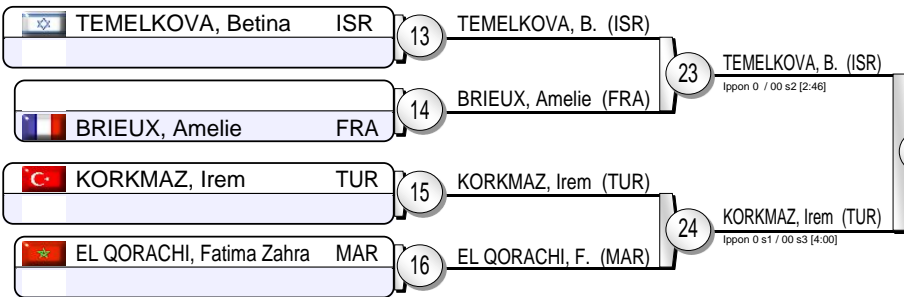 TEMELKOVA, Betina ISR
13
TEMELKOVA, B. (ISR)
23
TEMELKOVA, B. (ISR)
Ippon 0 / 00 s2 [2:46]
14
BRIEUX, Amelie (FRA)
BRIEUX, Amelie FRA
KORKMAZ, Irem TUR
15
KORKMAZ, Irem (TUR)
24
KORKMAZ, Irem (TUR)
Ippon 0 s1 / 00 s3 [4:00]
EL QORACHI, Fatima Zahra MAR
16
EL QORACHI, F. (MAR)